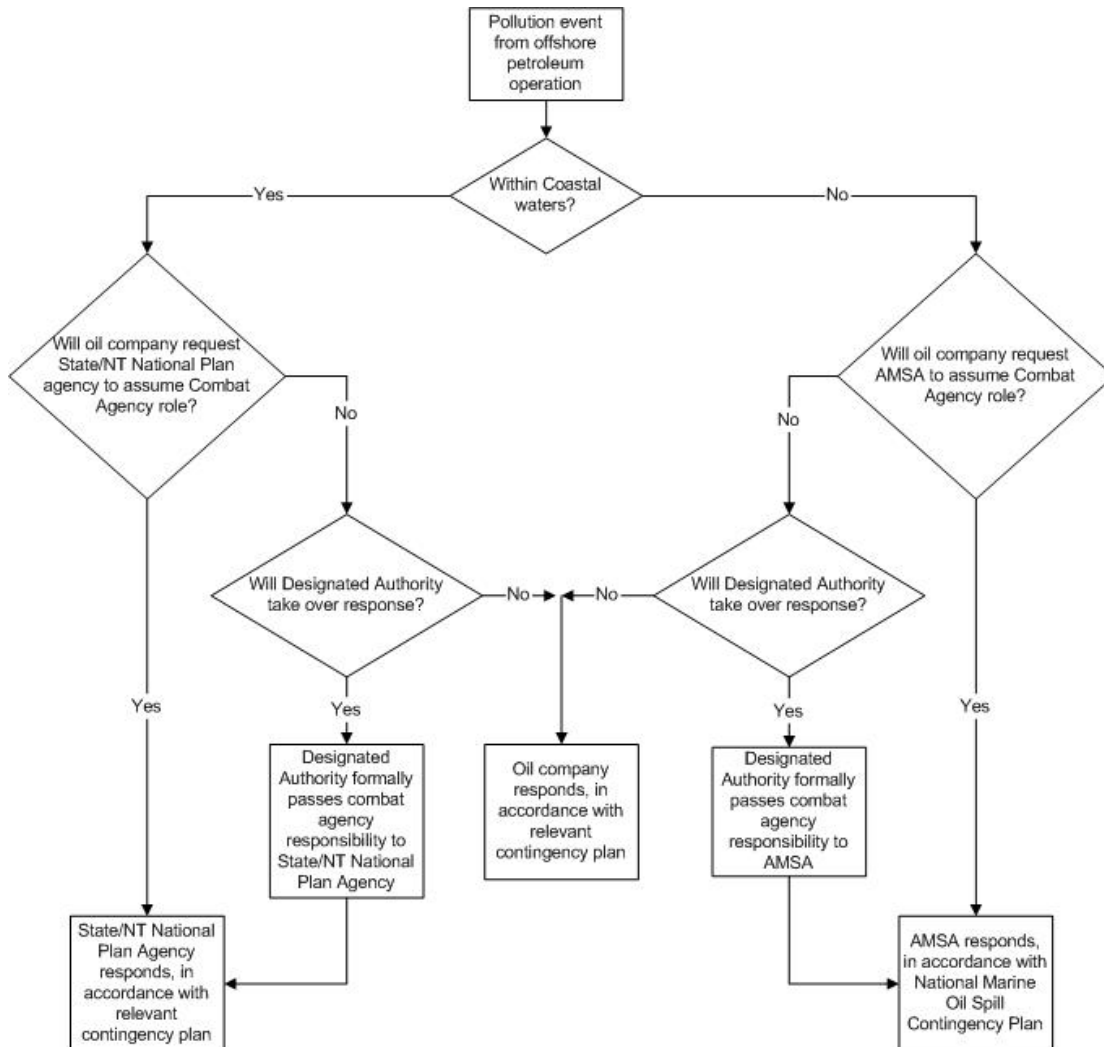 Pollution event
from offshore
petroleum
operation
Within Coastal
waters?
Yes
No
Will oil company request
State/NT National Plan
agency to assume Combat
Agency role?
Will oil company request
AMSA to assume Combat
Agency role?
No
No
Will Designated Authority
take over response?
No
No
Will Designated Authority
take over response?
Yes
Yes
Yes
Yes
Designated
Authority formally
passes combat
agency
responsibility to
State/NT National
Plan Agency
Oil company
responds, in
accordance with
relevant
contingency plan
Designated
Authority formally
passes combat
agency
responsibility to
AMSA
State/NT National
Plan Agency
responds, in
accordance with
relevant
contingency plan
AMSA responds,
in accordance with
National Marine
Oil Spill
Contingency Plan